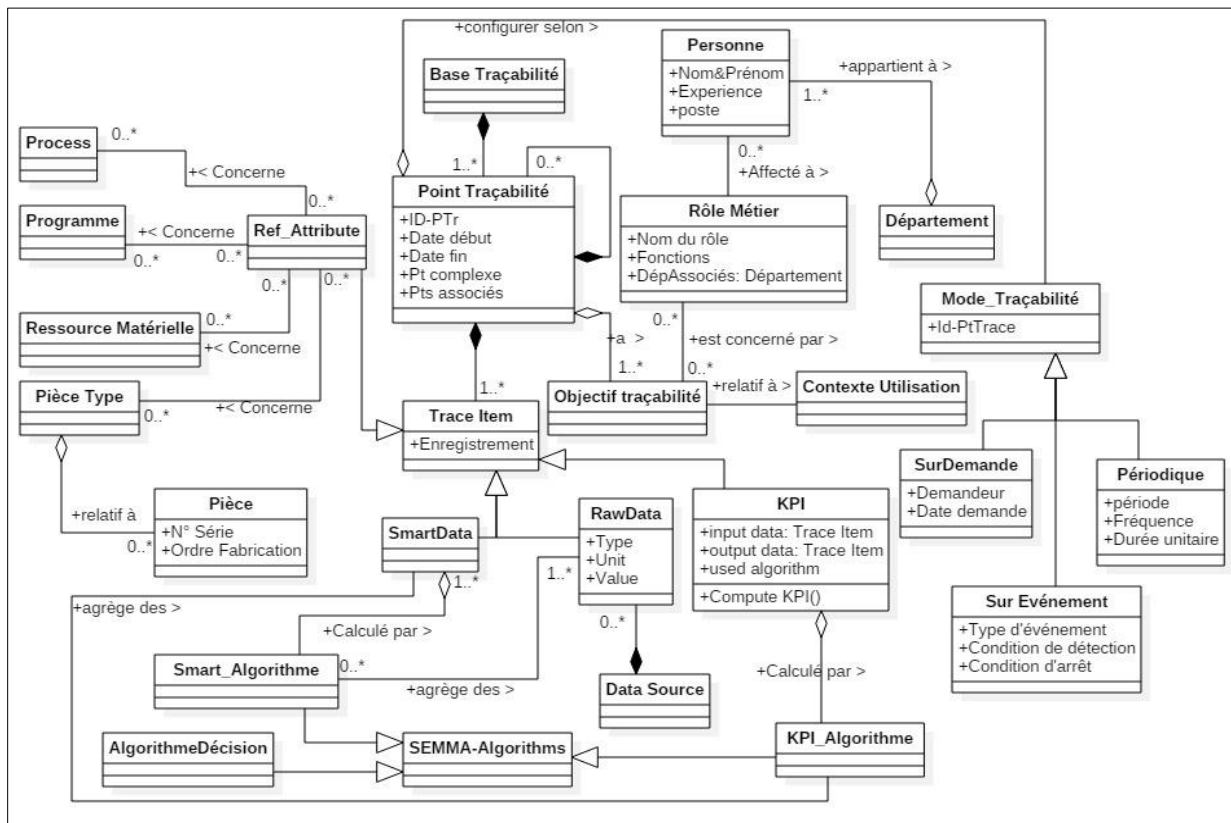 +configurer selon >
Personne
+Nom&Prénom
+Experience
+poste
+appartient à >
1..*
Base Traçabilité
0..*
Process
0..*
1..*
0..*
+Affecté à >
+< Concerne
Point Traçabilité
+ID-PTr
+Date début
+Date fin
+Pt complexe
+Pts associés
Rôle Métier
+Nom du rôle
+Fonctions
+DépAssociés: Département
Département
0..*
Programme
+< Concerne
0..*
0..*
Ref_Attribute
0..*
0..*
Mode_Traçabilité
+Id-PtTrace
Ressource Matérielle
0..*
+< Concerne
+a >
0..*
+est concerné par >
1..*
0..*
1..*
Pièce Type
0..*
+< Concerne
Objectif traçabilité
+relatif à >
Contexte Utilisation
Trace Item
+Enregistrement
SurDemande
+Demandeur
+Date demande
Périodique
+période
+Fréquence
+Durée unitaire
+relatif à
0..*
Pièce
+N° Série
+Ordre Fabrication
SmartData
1..*
RawData
+Type
+Unit
+Value
1..*
0..*
KPI
+input data: Trace Item
+output data: Trace Item
+used algorithm
+Compute KPI()
+agrège des >
+Calculé par >
Sur Evénement
+Type d'événement
+Condition de détection
+Condition d'arrêt
Smart_Algorithme
0..*
+agrège des >
Data Source
+Calculé par >
AlgorithmeDécision
SEMMA-Algorithms
KPI_Algorithme